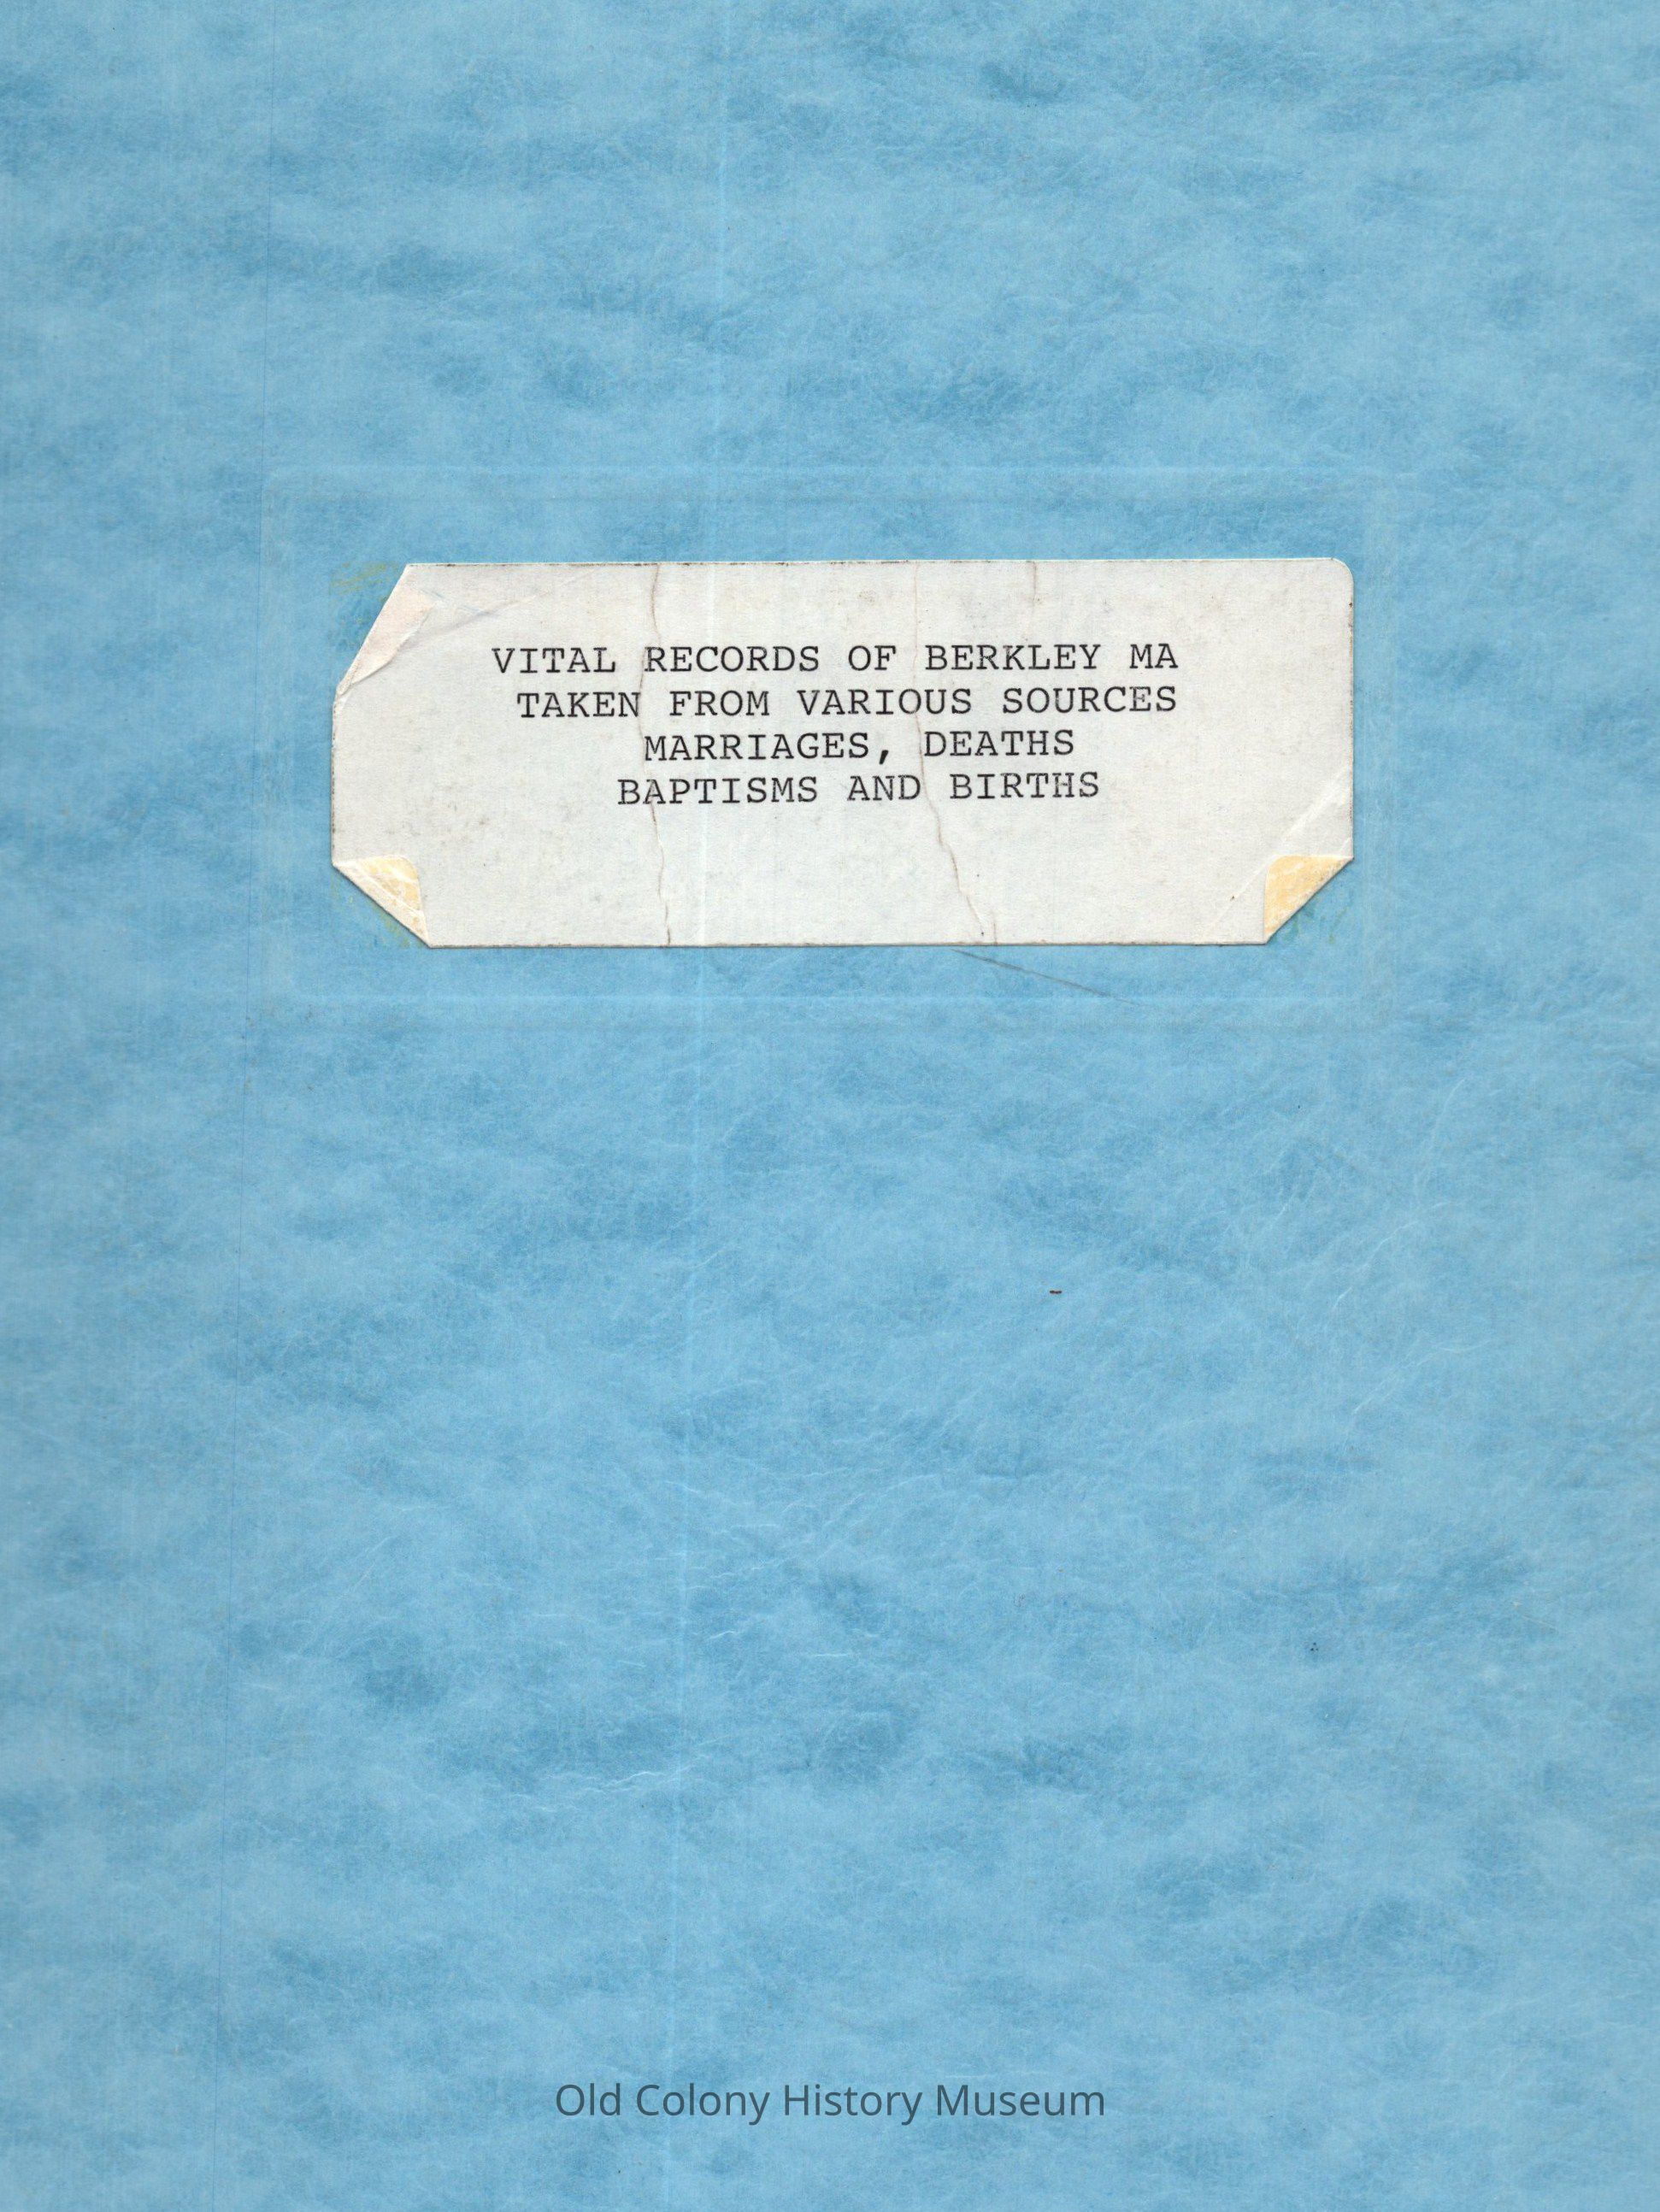 VITAL RECORDS OF BERKLEY MA
TAKEN FROM VARIOUS SOURCES
MARRIAGES, DEATHS
BAPTISMS AND BIRTHS
Old Colony History Museum